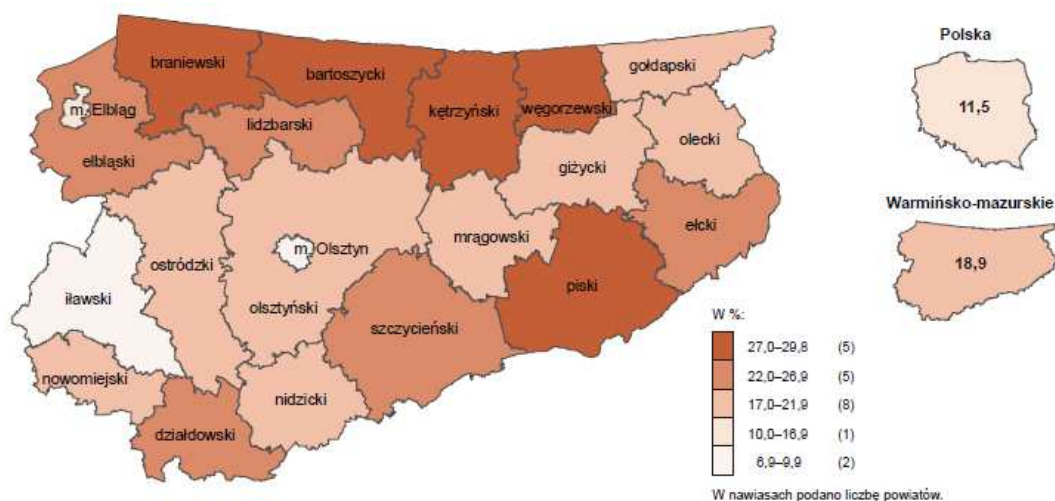 Polska
11,5
Warmińsko-mazurskie
18,9
braniewski
bartoszycki
kętrzyński
węgorzewski
gołdapski
m. Elbląg
lidzbarski
elbląski
giżycki
olecki
ełcki
mrągowski
m. Olsztyn
ostródzki
iławski
olsztyński
piski
szczycieński
nowomiejski
nidzicki
działdowski
W %:
27,0–29,8 (5)
22,0–26,9 (5)
17,0–21,9 (8)
10,0–16,9 (1)
6,9–9,9 (2)
W nawiasach podano liczbę powiatów.